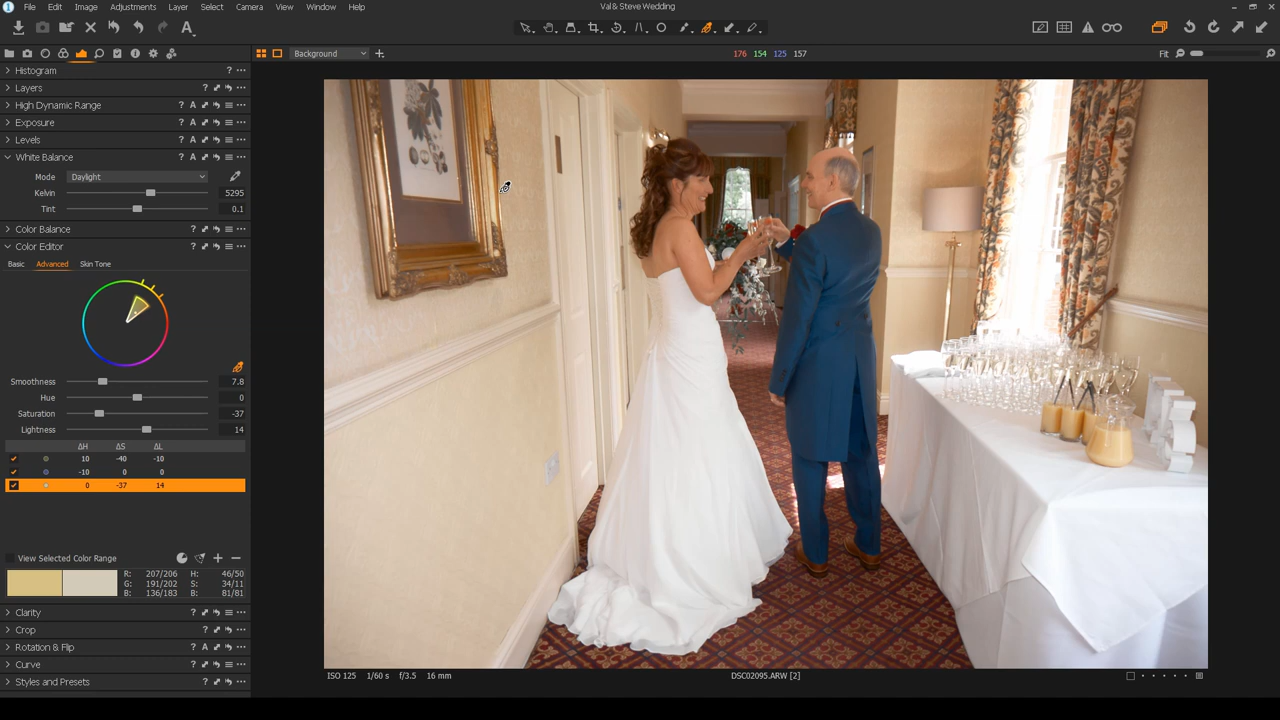 File Edit Image Adjustments Layer Select Camera View Window Help
Val & Steve Wedding
Background
176 154 125 157
Fit
Histogram
Layers
High Dynamic Range
Exposure
Levels
White Balance
Mode Daylight
Kelvin 5295
Tint 0.1
Color Balance
Color Editor
Basic Advanced Skin Tone
Smoothness 7.8
Hue 0
Saturation -37
Lightness 14
ΔH ΔS ΔL
10 -40 -10
-10 0 0
0 -37 14
View Selected Color Range
R: 207/206 H: 46/50
G: 191/202 S: 34/11
B: 136/183 B: 81/81
Clarity
Crop
Rotation & Flip
Curve
Styles and Presets
ISO 125 1/60 s f/3.5 16 mm
DSC02095.ARW [2]